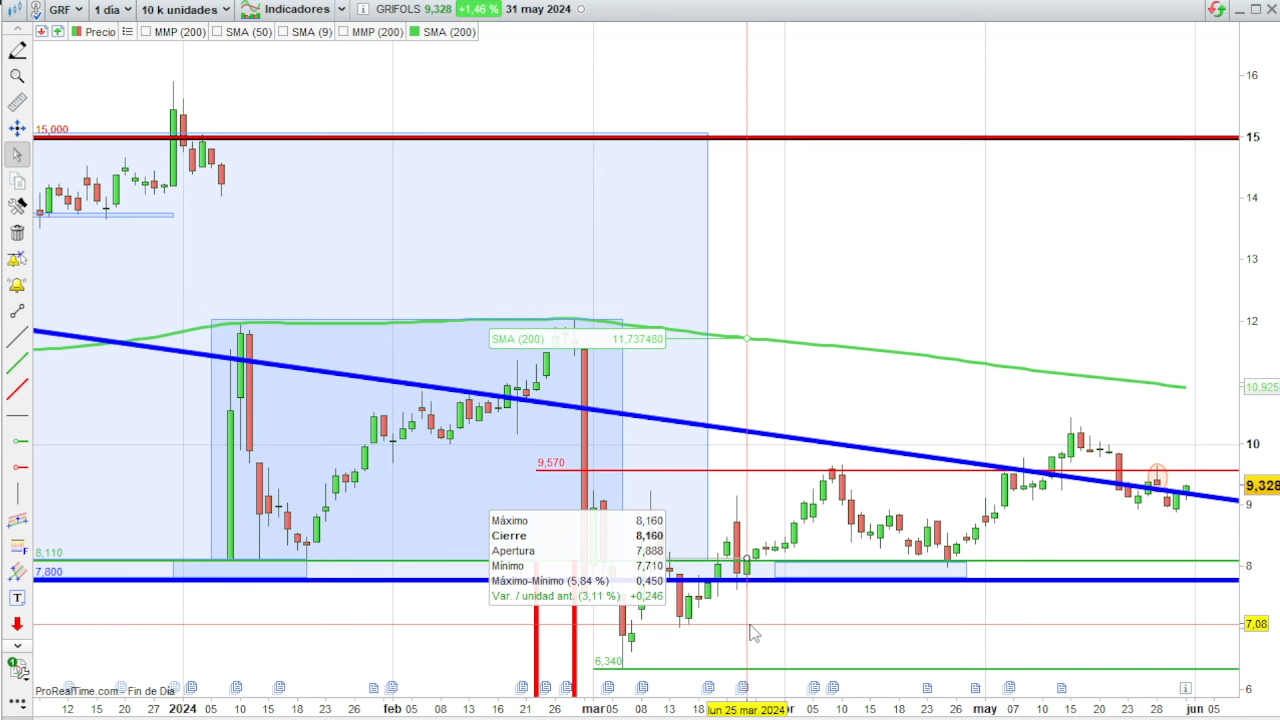 GRF 1 día 10 k unidades Indicadores GRIFOLS 9,328 +1,46 % 31 may 2024
Precio MMP (200) SMA (50) SMA (9) MMP (200) SMA (200)
16
15,000
15
14
13
12
SMA (200) 11,737480
10,925
10
9,570
9,328
9
Máximo 8,160
Cierre 8,160
Apertura 7,888
Mínimo 7,710
Máximo-Mínimo (5,84 %) 0,450
Var. / unidad ant. (3,11 %) +0,246
8,110
8
7,800
7,08
6,340
ProRealTime.com - Fin de Día
6
12 15 20 27 2024 05 10 15 18 23 26 feb 05 08 13 16 21 26 mar 05 08 13 18 lun 25 mar 2024 05 10 15 18 23 26 may 07 10 15 20 23 28 jun 05